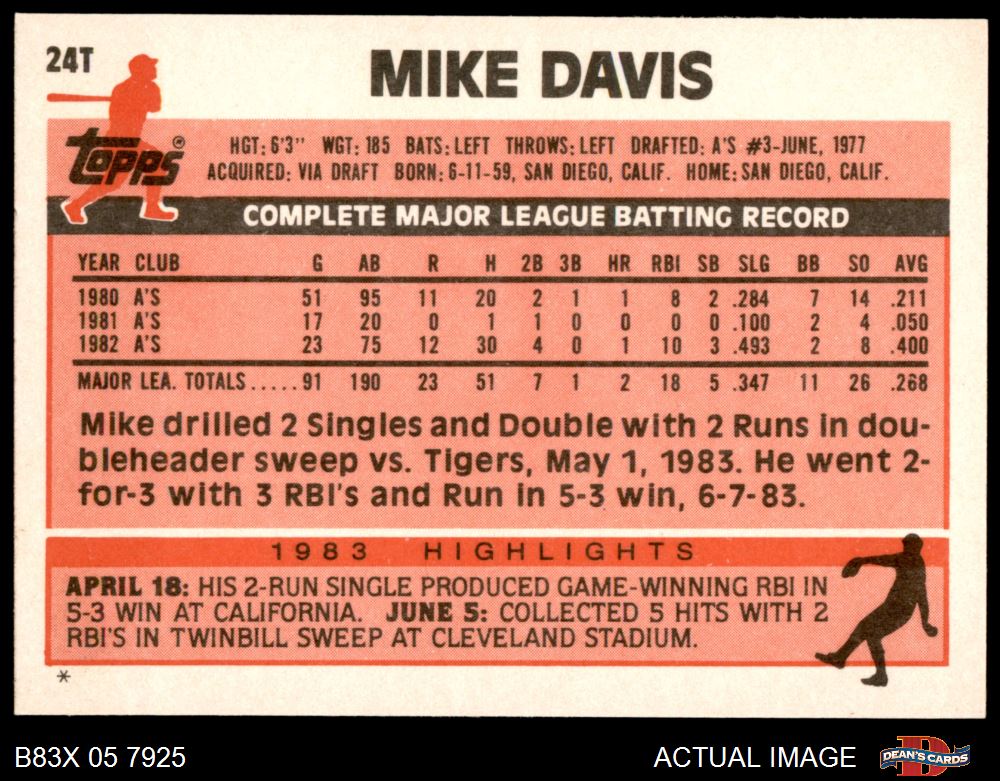 24T
MIKE DAVIS
topps®
HGT: 6'3" WGT: 185 BATS: LEFT THROWS: LEFT DRAFTED: A'S #3-JUNE, 1977
ACQUIRED: VIA DRAFT BORN: 6-11-59, SAN DIEGO, CALIF. HOME: SAN DIEGO, CALIF.
COMPLETE MAJOR LEAGUE BATTING RECORD
YEAR CLUB G AB R H 2B 3B HR RBI SB SLG BB SO AVG
1980 A'S 51 95 11 20 2 1 1 8 2 .284 7 14 .211
1981 A'S 17 20 0 1 1 0 0 0 0 .100 2 4 .050
1982 A'S 23 75 12 30 4 0 1 10 3 .493 2 8 .400
MAJOR LEA. TOTALS ..... 91 190 23 51 7 1 2 18 5 .347 11 26 .268
Mike drilled 2 Singles and Double with 2 Runs in dou-
bleheader sweep vs. Tigers, May 1, 1983. He went 2-
for-3 with 3 RBI's and Run in 5-3 win, 6-7-83.
1983 HIGHLIGHTS
APRIL 18: HIS 2-RUN SINGLE PRODUCED GAME-WINNING RBI IN
5-3 WIN AT CALIFORNIA. JUNE 5: COLLECTED 5 HITS WITH 2
RBI'S IN TWINBILL SWEEP AT CLEVELAND STADIUM.
*
B83X 05 7925 ACTUAL IMAGE DEAN'S CARDS